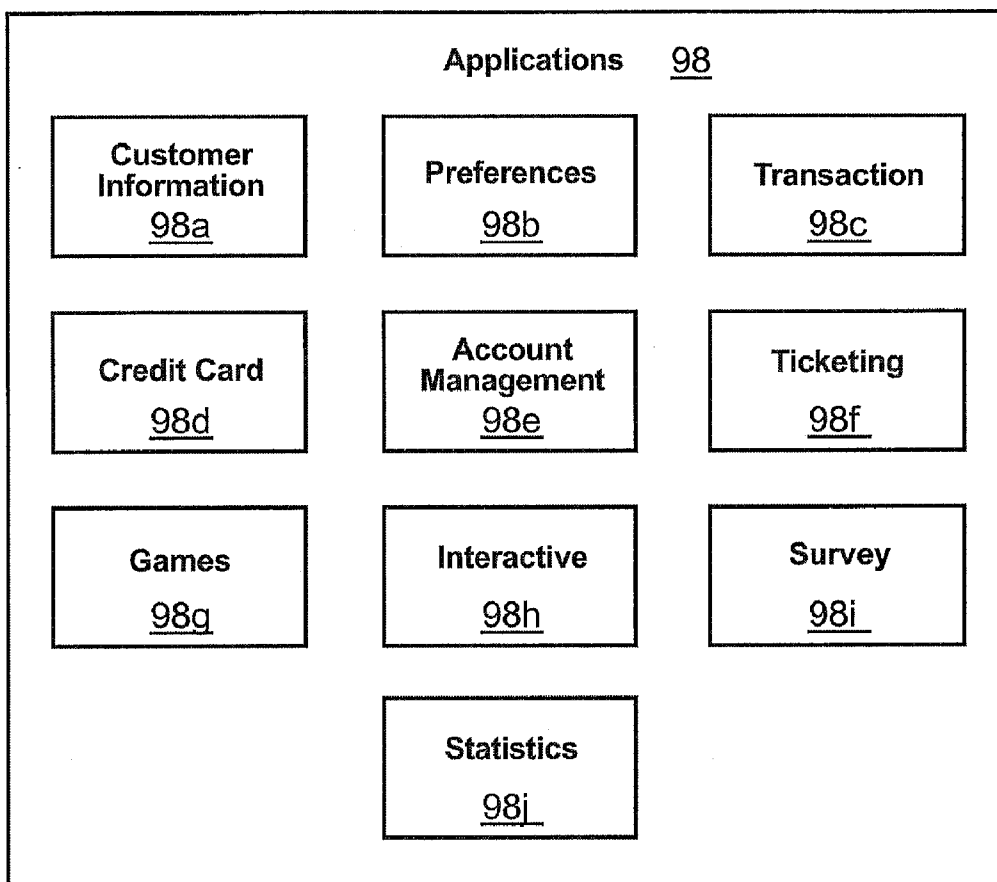 Applications 98
Customer
Information
98a
Preferences
98b
Transaction
98c
Credit Card
98d
Account
Management
98e
Ticketing
98f
Games
98g
Interactive
98h
Survey
98i
Statistics
98j